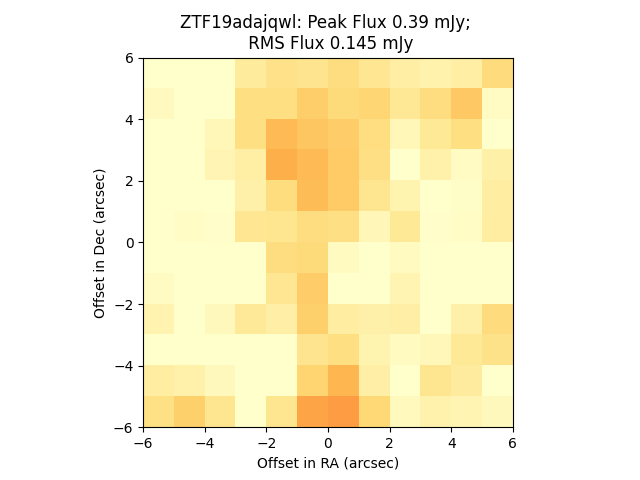 ZTF19adajqwl: Peak Flux 0.39 mJy;
RMS Flux 0.145 mJy
6
4
2
0
−2
−4
−6
Offset in Dec (arcsec)
−6 −4 −2 0 2 4 6
Offset in RA (arcsec)